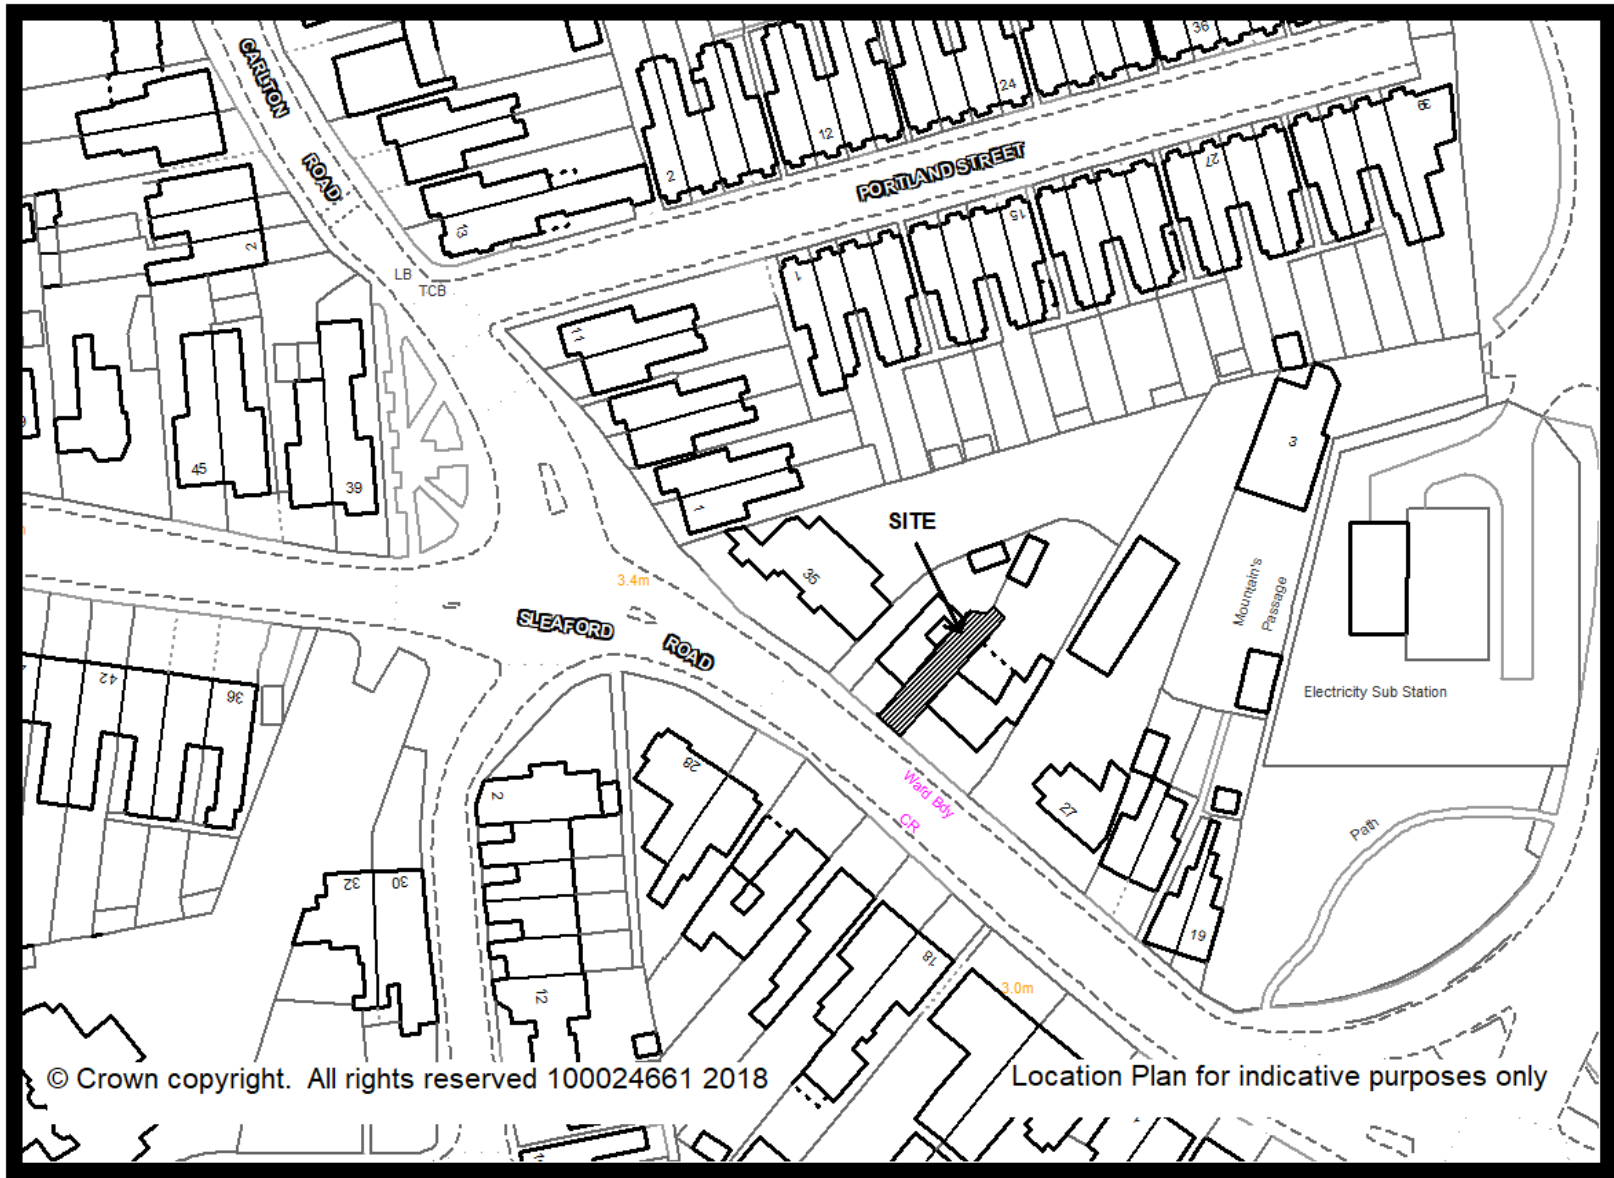 36
CARLTON
ROAD
24
12
2
PORTLAND STREET
39
27
15
13
2
1
LB
TCB
11
3
45
39
1
SITE
35
3.4m
SLEAFORD
ROAD
Mountain's
Passage
Electricity Sub Station
42
36
28
2
Ward Bdy
CR
27
Path
32
30
19
18
12
3.0m
© Crown copyright. All rights reserved 100024661 2018
Location Plan for indicative purposes only